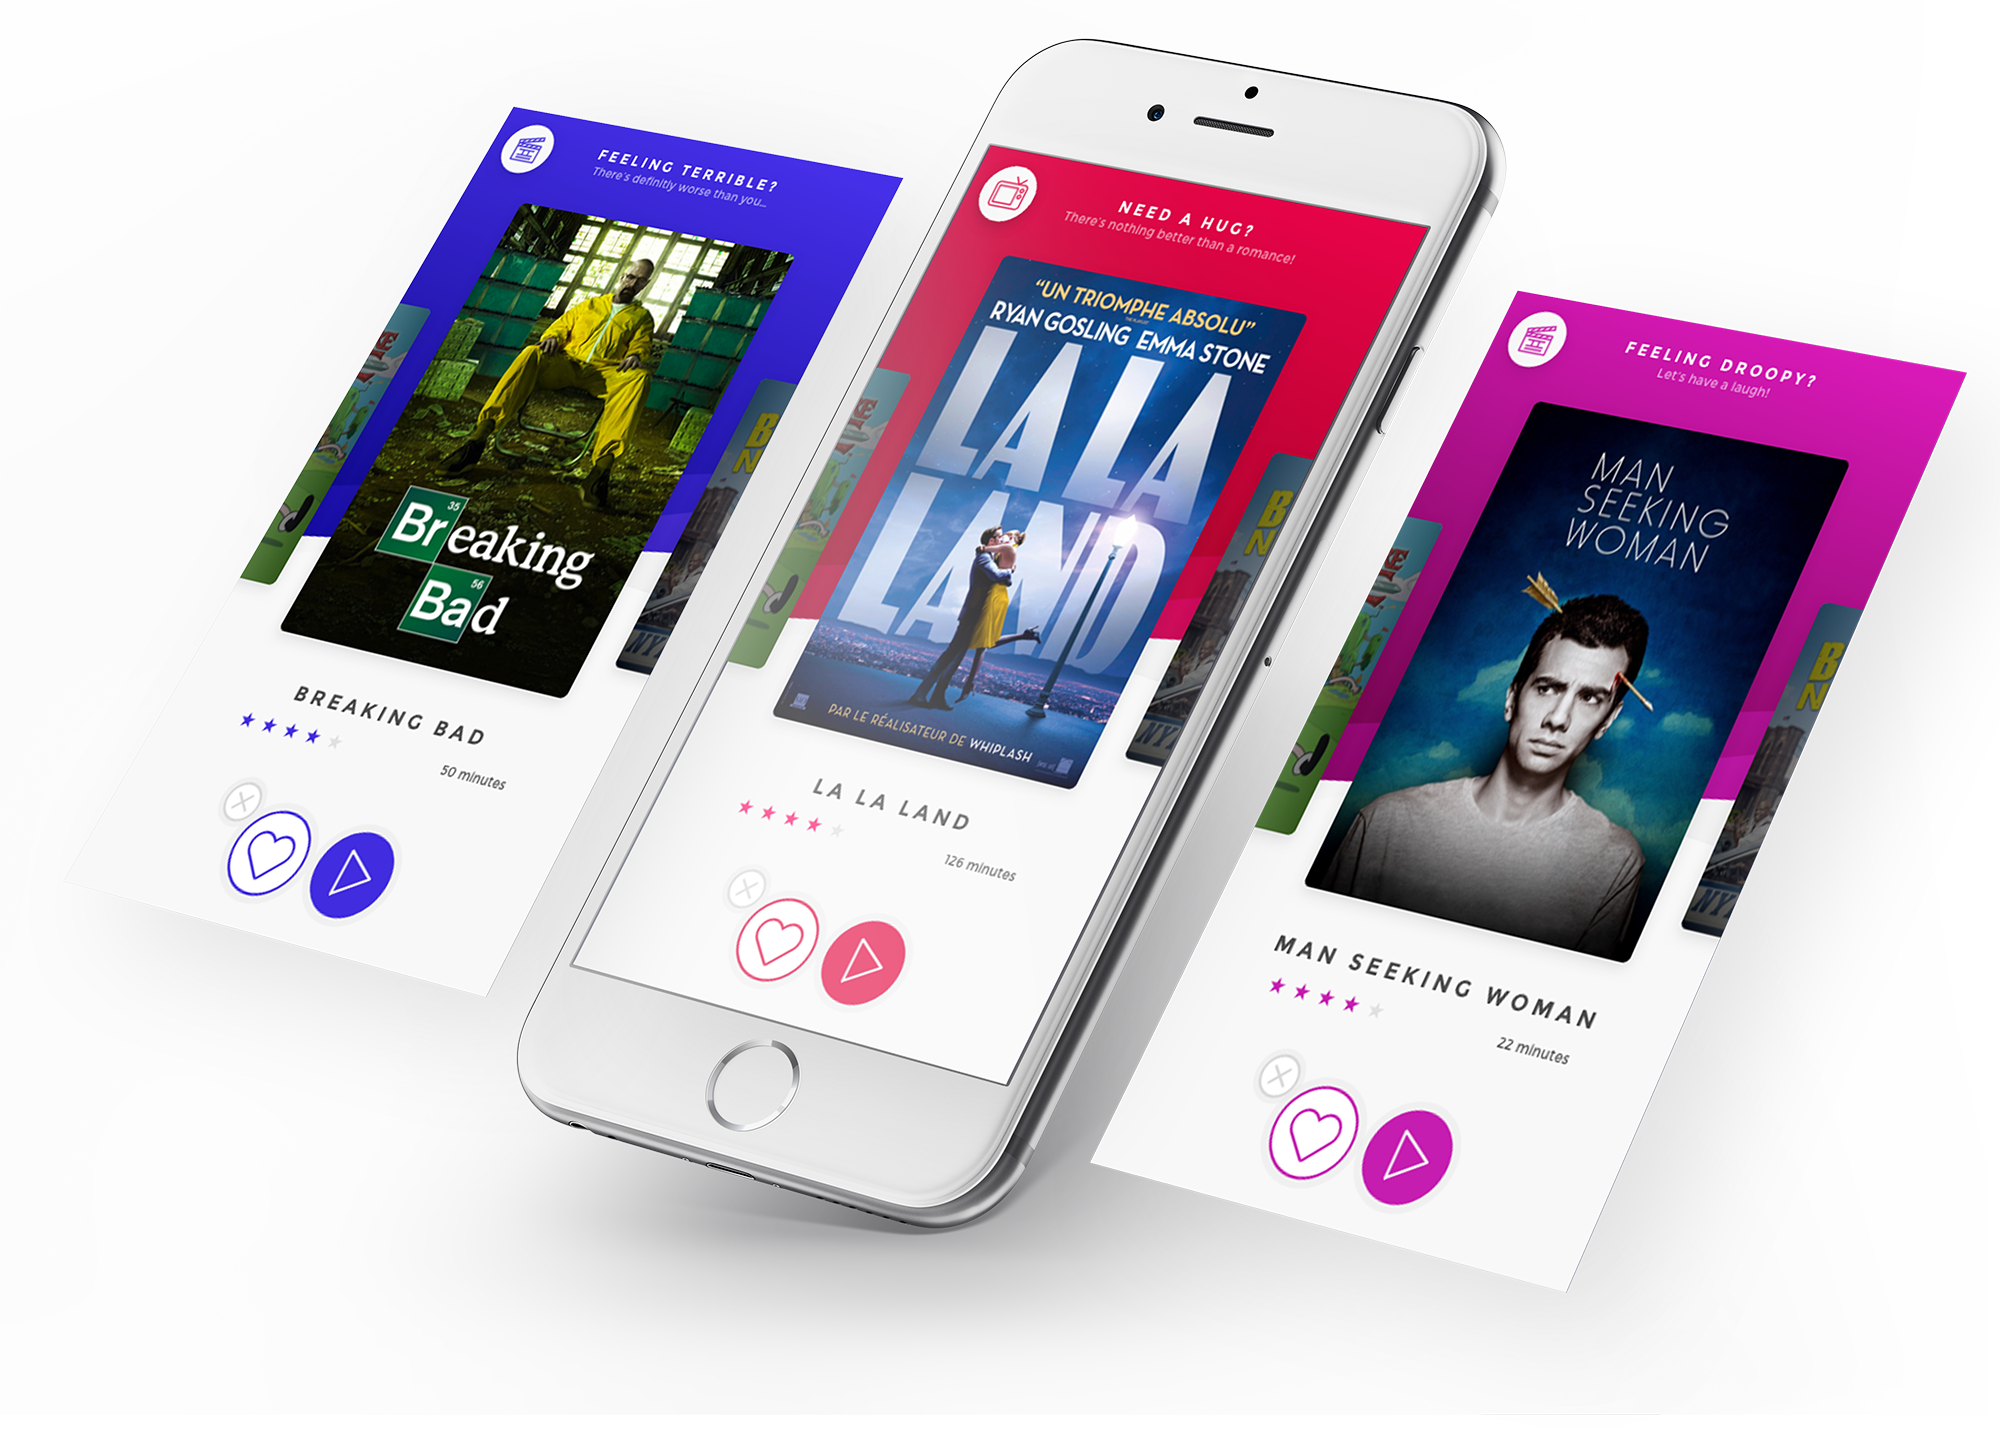 FEELING TERRIBLE?
There's definitly worse than you...
35
Breaking
56
Bad
BREAKING BAD
50 minutes
NEED A HUG?
There's nothing better than a romance!
"UN TRIOMPHE ABSOLU"
RYAN GOSLING EMMA STONE
LA LA
LAND
PAR LE RÉALISATEUR DE WHIPLASH
LA LA LAND
126 minutes
FEELING DROOPY?
Let's have a laugh!
MAN
SEEKING
WOMAN
MAN SEEKING WOMAN
22 minutes